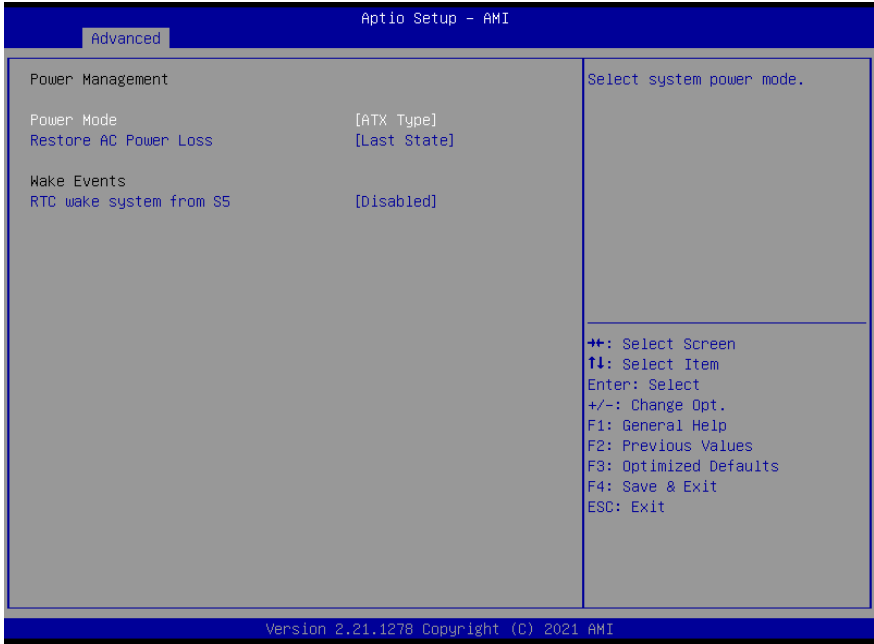 Aptio Setup – AMI
Advanced
Power Management
Power Mode [ATX Type]
Restore AC Power Loss [Last State]
Wake Events
RTC wake system from S5 [Disabled]
Select system power mode.
→←: Select Screen
↑↓: Select Item
Enter: Select
+/-: Change Opt.
F1: General Help
F2: Previous Values
F3: Optimized Defaults
F4: Save & Exit
ESC: Exit
Version 2.21.1278 Copyright (C) 2021 AMI